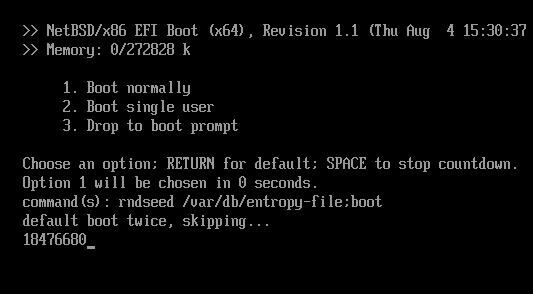 >> NetBSD/x86 EFI Boot (x64), Revision 1.1 (Thu Aug  4 15:30:37
>> Memory: 0/272828 k
1. Boot normally
2. Boot single user
3. Drop to boot prompt
Choose an option; RETURN for default; SPACE to stop countdown.
Option 1 will be chosen in 0 seconds.
command(s): rndseed /var/db/entropy-file;boot
default boot twice, skipping...
18476680_